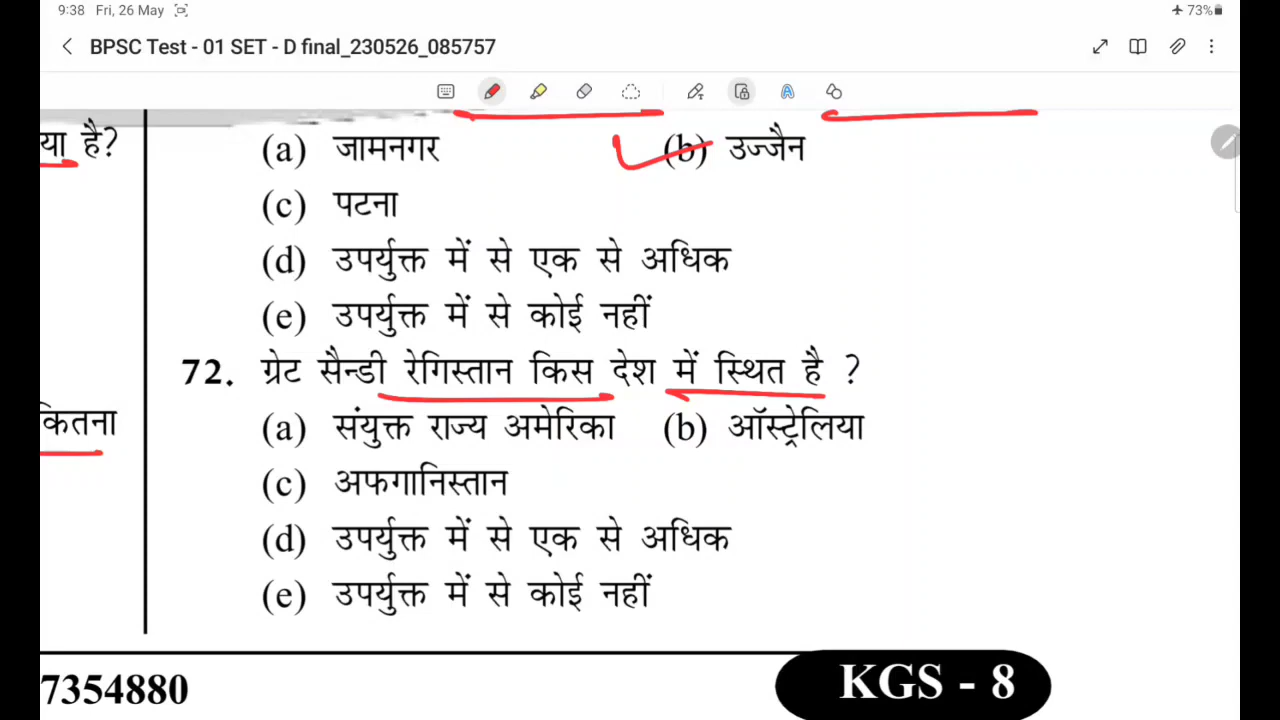 9:38 Fri, 26 May
73%
BPSC Test - 01 SET - D final_230526_085757
या है?
(a) जामनगर (b) उज्जैन
(c) पटना
(d) उपर्युक्त में से एक से अधिक
(e) उपर्युक्त में से कोई नहीं
72. ग्रेट सैन्डी रेगिस्तान किस देश में स्थित है ?
कितना
(a) संयुक्त राज्य अमेरिका (b) ऑस्ट्रेलिया
(c) अफगानिस्तान
(d) उपर्युक्त में से एक से अधिक
(e) उपर्युक्त में से कोई नहीं
7354880
KGS - 8